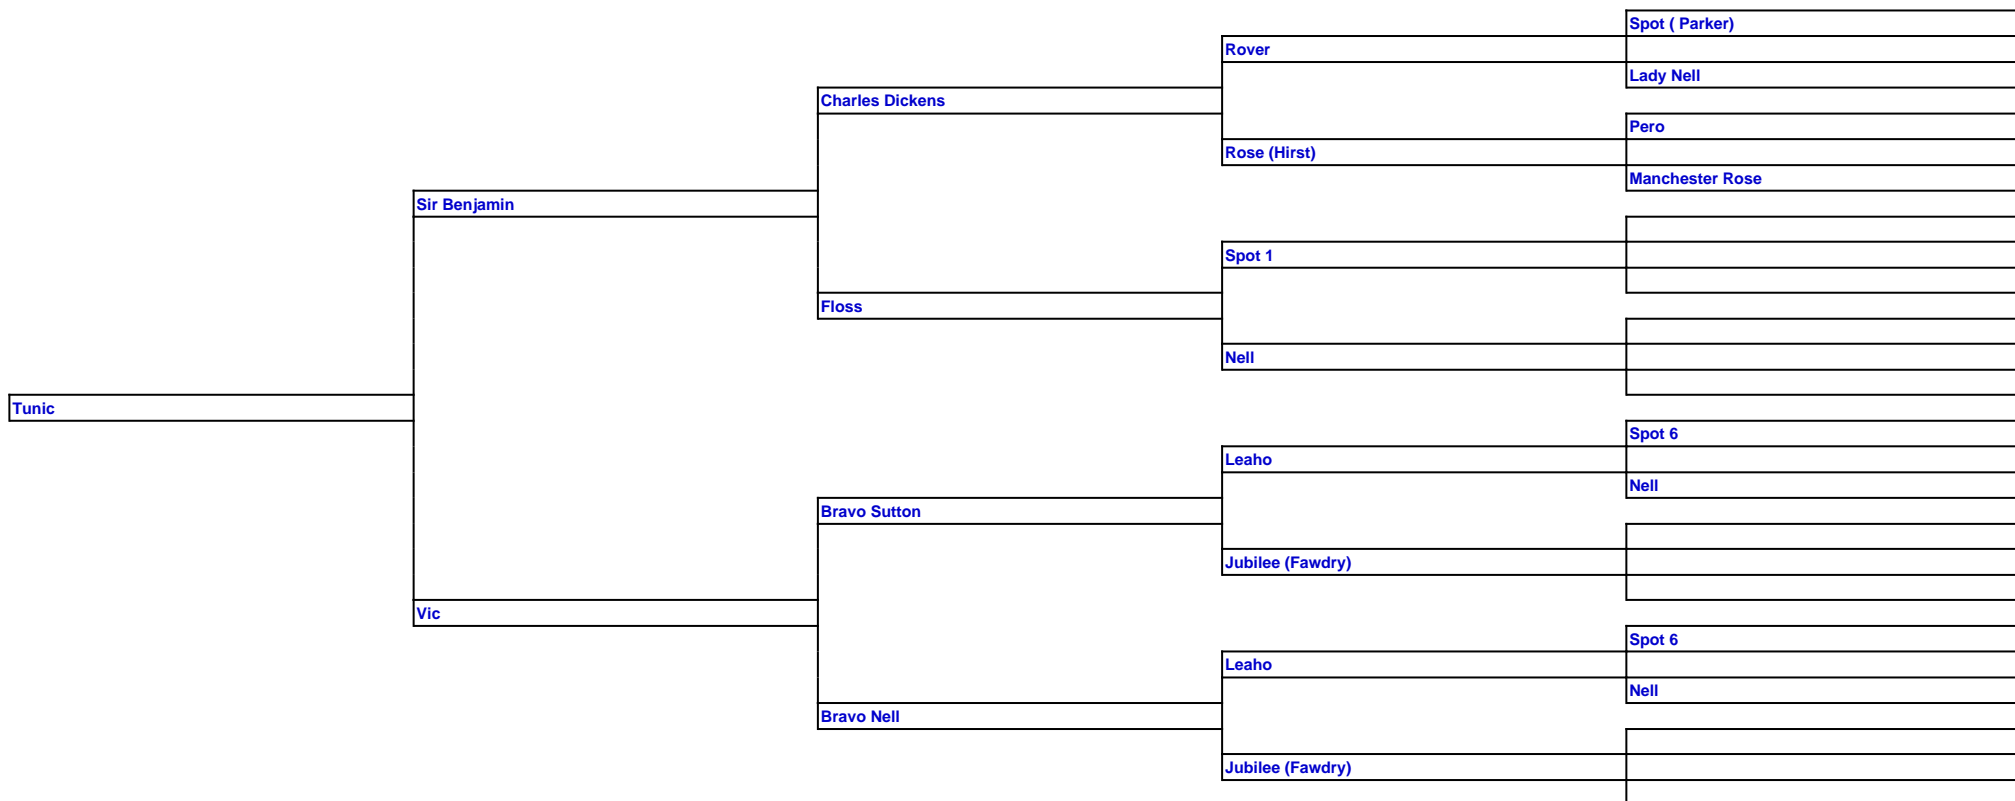 Spot ( Parker)
Rover
Lady Nell
Charles Dickens
Pero
Rose (Hirst)
Manchester Rose
Sir Benjamin
Spot 1
Floss
Nell
Tunic
Spot 6
Leaho
Nell
Bravo Sutton
Jubilee (Fawdry)
Vic
Spot 6
Leaho
Nell
Bravo Nell
Jubilee (Fawdry)